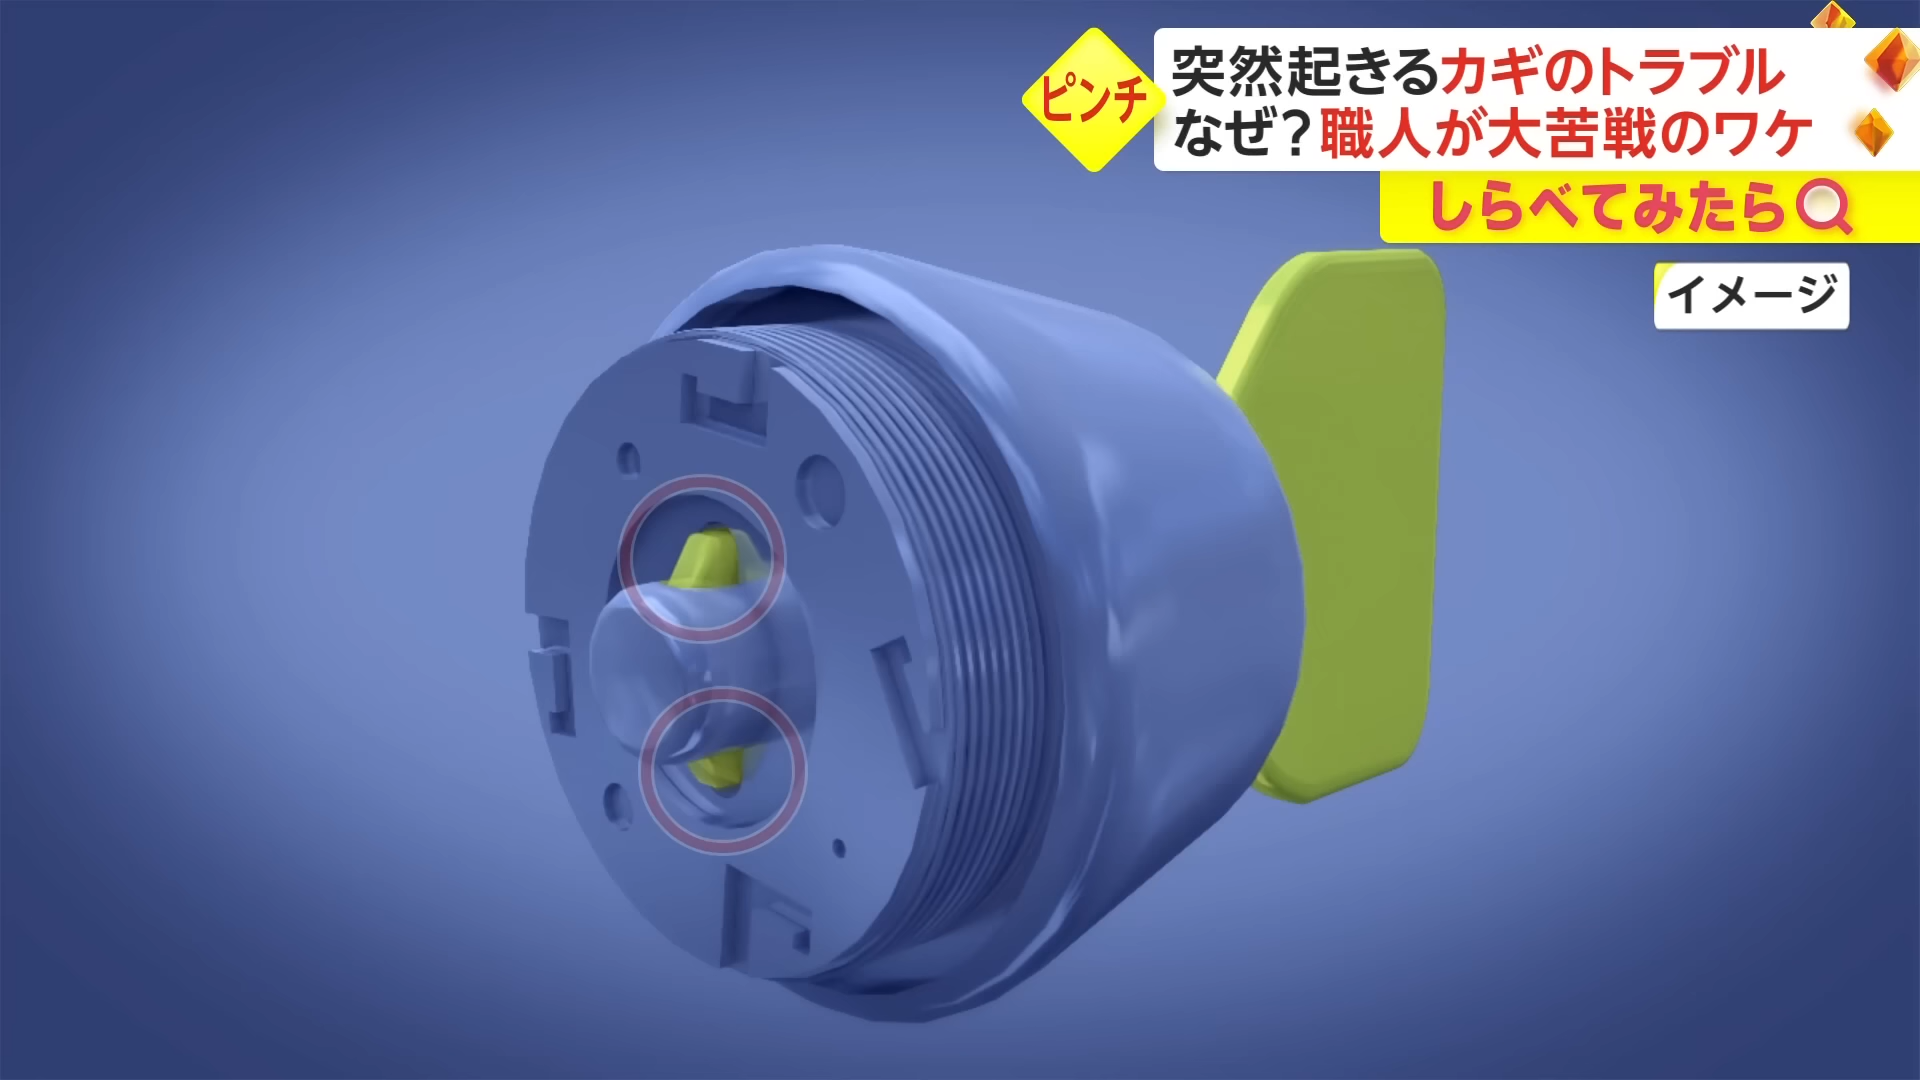 ピンチ
突然起きるカギのトラブル
なぜ？職人が大苦戦のワケ
しらべてみたら
イメージ